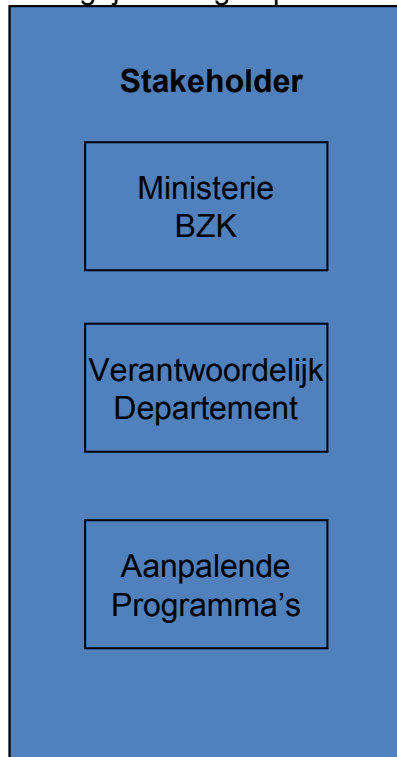 Stakeholder
Ministerie
BZK
Verantwoordelijk
Departement
Aanpalende
Programma's